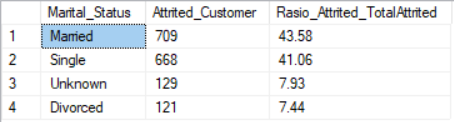 Marital_Status Attrited_Customer Rasio_Attrited_TotalAttrited
1 Married 709 43.58
2 Single 668 41.06
3 Unknown 129 7.93
4 Divorced 121 7.44